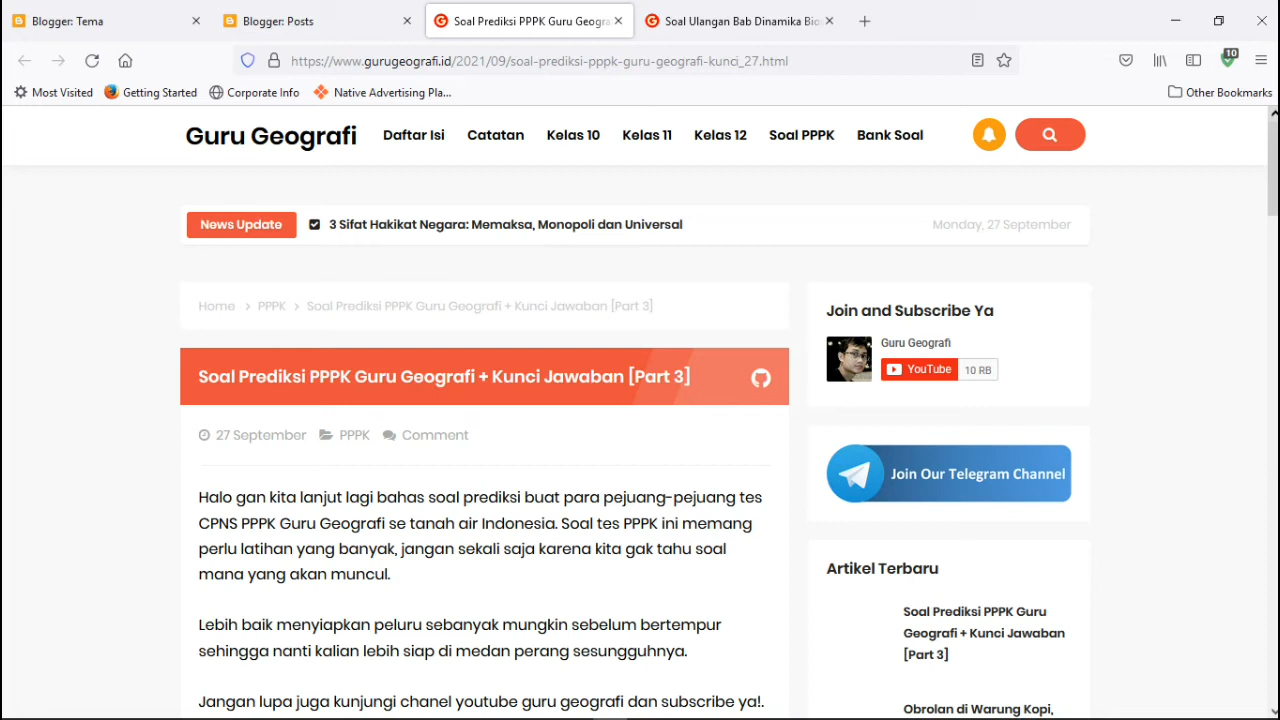 Blogger: Tema
Blogger: Posts
Soal Prediksi PPPK Guru Geogra
Soal Ulangan Bab Dinamika Bio
https://www.gurugeografi.id/2021/09/soal-prediksi-pppk-guru-geografi-kunci_27.html
10
Most Visited
Getting Started
Corporate Info
Native Advertising Pla...
Other Bookmarks
Guru Geografi
Daftar Isi
Catatan
Kelas 10
Kelas 11
Kelas 12
Soal PPPK
Bank Soal
News Update
3 Sifat Hakikat Negara: Memaksa, Monopoli dan Universal
Monday, 27 September
Home > PPPK > Soal Prediksi PPPK Guru Geografi + Kunci Jawaban [Part 3]
Soal Prediksi PPPK Guru Geografi + Kunci Jawaban [Part 3]
27 September PPPK Comment
Halo gan kita lanjut lagi bahas soal prediksi buat para pejuang-pejuang tes
CPNS PPPK Guru Geografi se tanah air Indonesia. Soal tes PPPK ini memang
perlu latihan yang banyak, jangan sekali saja karena kita gak tahu soal
mana yang akan muncul.
Lebih baik menyiapkan peluru sebanyak mungkin sebelum bertempur
sehingga nanti kalian lebih siap di medan perang sesungguhnya.
Jangan lupa juga kunjungi chanel youtube guru geografi dan subscribe ya!.
Join and Subscribe Ya
Guru Geografi
YouTube 10 RB
Join Our Telegram Channel
Artikel Terbaru
Soal Prediksi PPPK Guru
Geografi + Kunci Jawaban
[Part 3]
Obrolan di Warung Kopi,